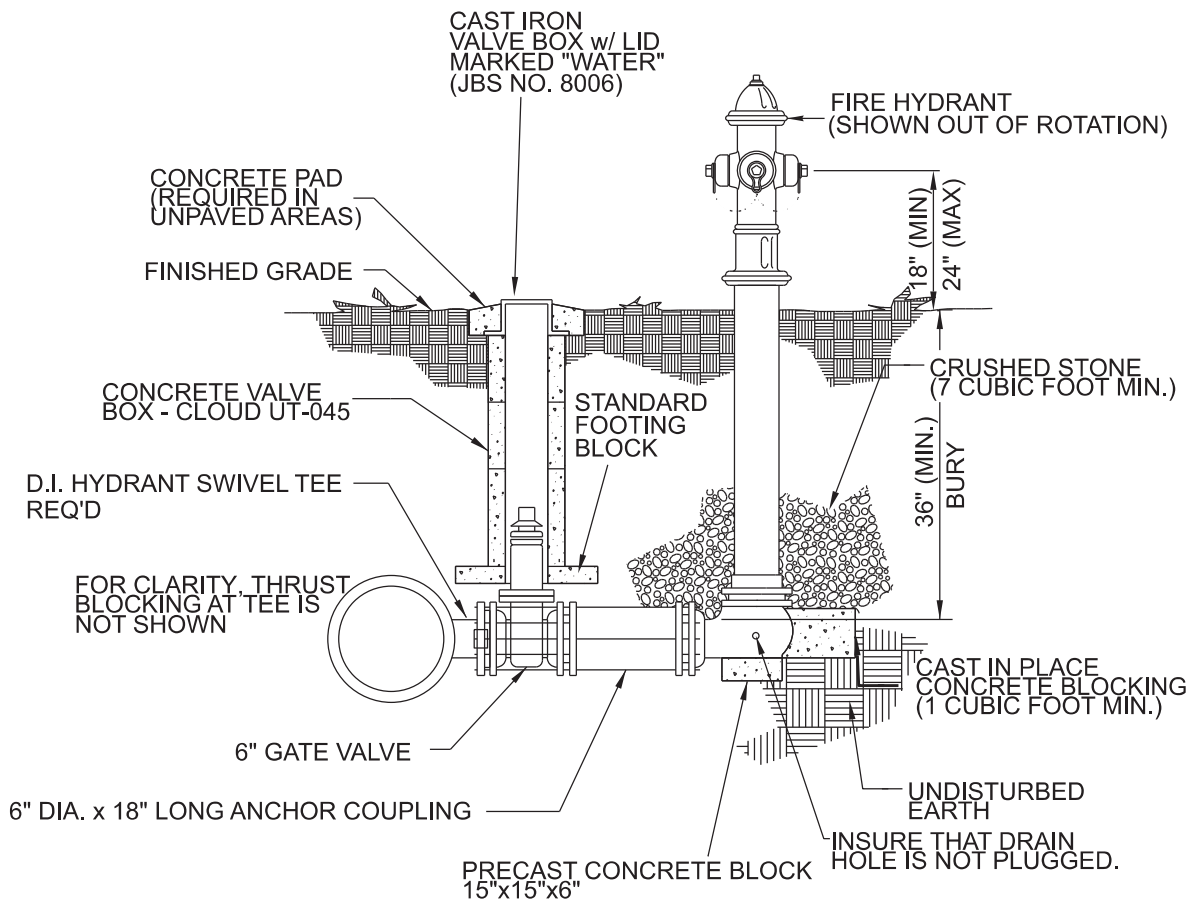 CAST IRON
VALVE BOX w/ LID
MARKED "WATER"
(JBS NO. 8006)
FIRE HYDRANT
(SHOWN OUT OF ROTATION)
CONCRETE PAD
(REQUIRED IN
UNPAVED AREAS)
18" (MIN)
24" (MAX)
FINISHED GRADE
CRUSHED STONE
(7 CUBIC FOOT MIN.)
CONCRETE VALVE
BOX - CLOUD UT-045
STANDARD
FOOTING
BLOCK
36" (MIN.)
BURY
D.I. HYDRANT SWIVEL TEE
REQ'D
FOR CLARITY, THRUST
BLOCKING AT TEE IS
NOT SHOWN
CAST IN PLACE
CONCRETE BLOCKING
(1 CUBIC FOOT MIN.)
6" GATE VALVE
6" DIA. x 18" LONG ANCHOR COUPLING
UNDISTURBED
EARTH
INSURE THAT DRAIN
HOLE IS NOT PLUGGED.
PRECAST CONCRETE BLOCK
15"x15"x6"